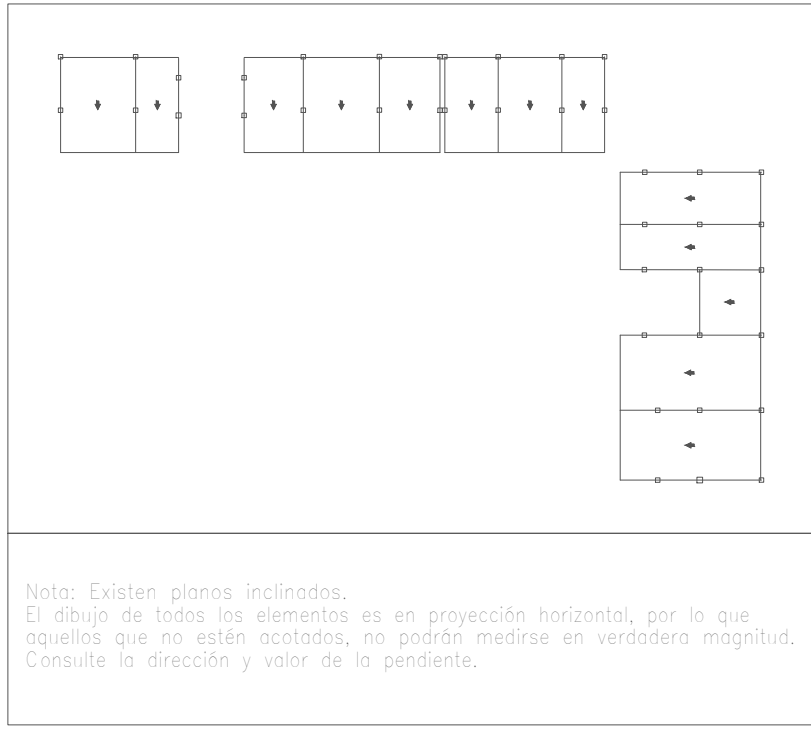 Nota: Existen planos inclinados.
El dibujo de todos los elementos es en proyección horizontal, por lo que
aquellos que no estén acotados, no podrán medirse en verdadera magnitud.
Consulte la dirección y valor de la pendiente.